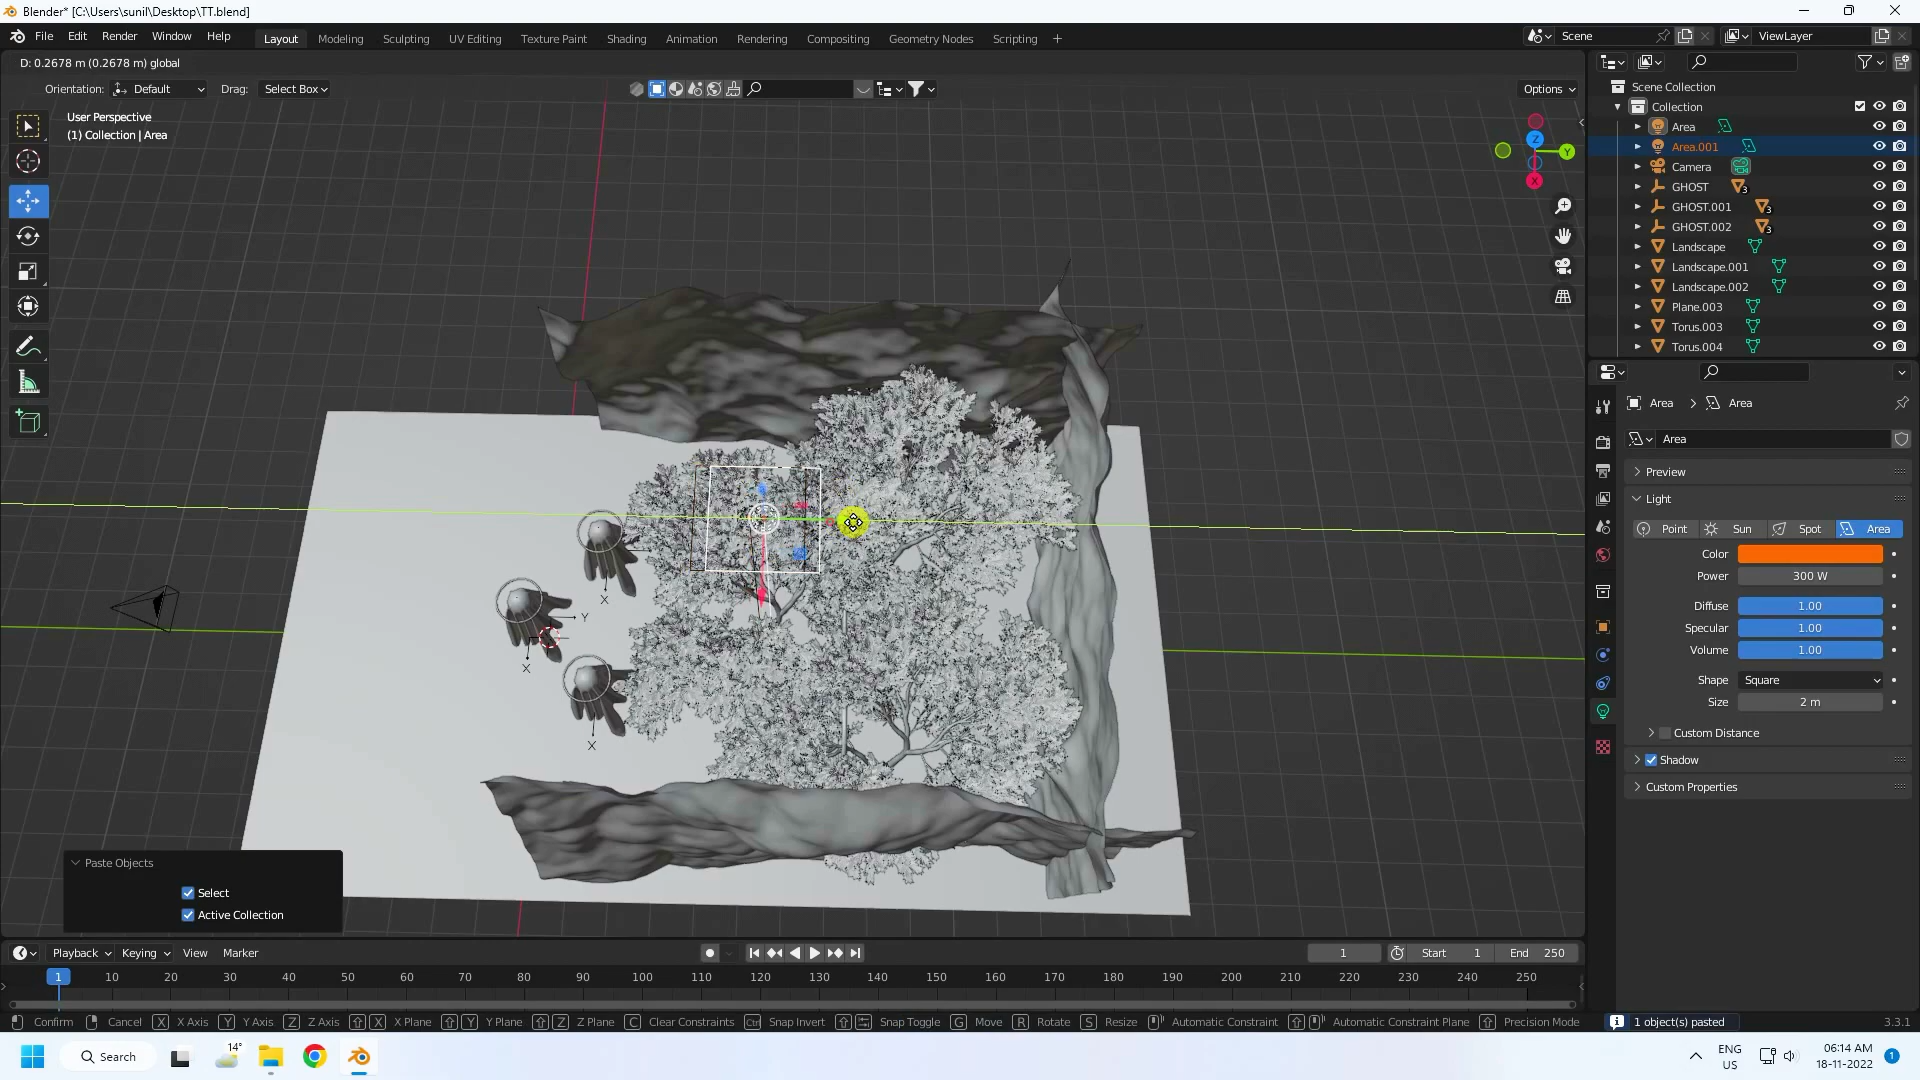 Blender* [C:\Users\sunil\Desktop\TT.blend]
File Edit Render Window Help
Layout Modeling Sculpting UV Editing Texture Paint Shading Animation Rendering Compositing Geometry Nodes Scripting +
Scene
ViewLayer
D: 0.2678 m (0.2678 m) global
Orientation: Default Drag: Select Box
Options
User Perspective
(1) Collection | Area
Z
Y
X
X
Y
X
X
Scene Collection
Collection
Area
Area.001
Camera
GHOST
3
GHOST.001
3
GHOST.002
3
Landscape
Landscape.001
Landscape.002
Plane.003
Torus.003
Torus.004
Area > Area
Area
Preview
Light
Point Sun Spot Area
Color
Power 300 W
Diffuse 1.00
Specular 1.00
Volume 1.00
Shape Square
Size 2 m
Custom Distance
Shadow
Custom Properties
Paste Objects
Select
Active Collection
Playback Keying View Marker
1
Start 1
End 250
1 10 20 30 40 50 60 70 80 90 100 110 120 130 140 150 160 170 180 190 200 210 220 230 240 250
Confirm Cancel X X Axis Y Y Axis Z Z Axis X X Plane Y Y Plane Z Z Plane C Clear Constraints Ctrl Snap Invert Snap Toggle G Move R Rotate S Resize Automatic Constraint Automatic Constraint Plane Precision Mode
1 object(s) pasted
3.3.1
Search
14°
ENG
US
06:14 AM
18-11-2022
1